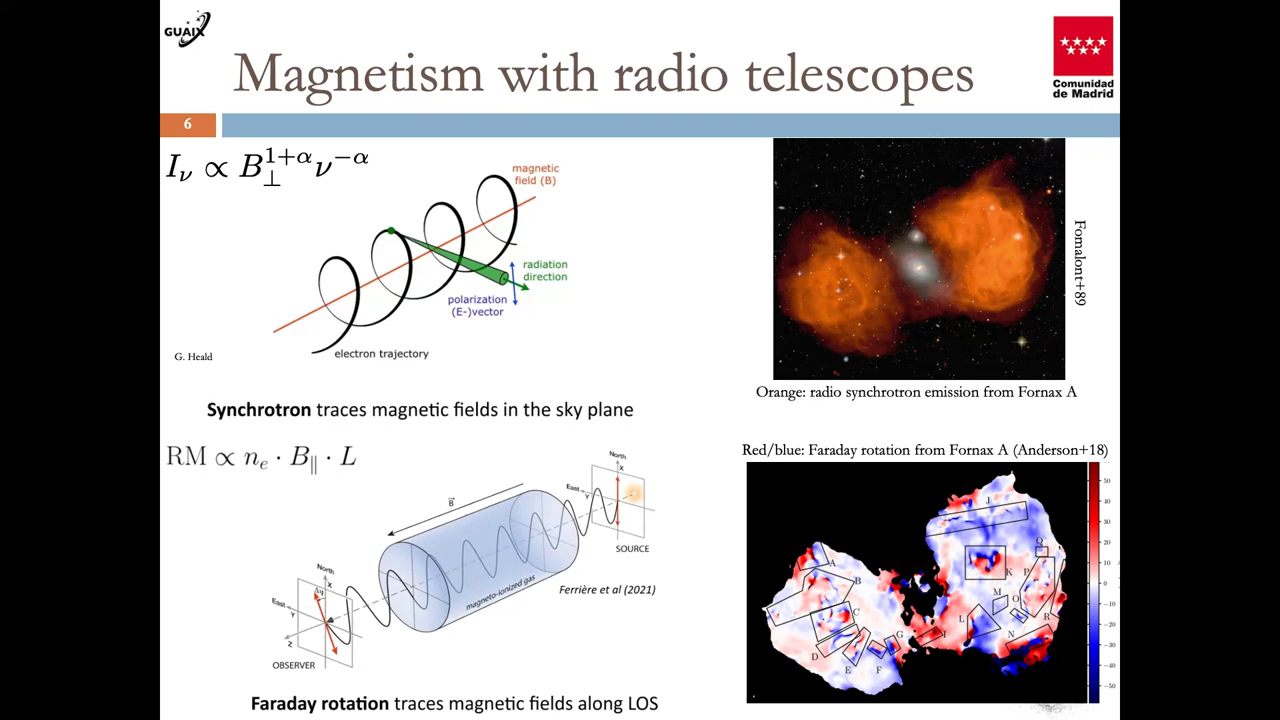 GUAIX
Magnetism with radio telescopes
Comunidad
de Madrid
6
I_ν ∝ B_⊥^{1+α} ν^{−α}
magnetic
field (B)
radiation
direction
polarization
(E-)vector
electron trajectory
G. Heald
Fomalont+89
Orange: radio synchrotron emission from Fornax A
Synchrotron traces magnetic fields in the sky plane
RM ∝ n_e · B_∥ · L
Red/blue: Faraday rotation from Fornax A (Anderson+18)
North
X
East
Y
SOURCE
B⃗
magneto-ionized gas
Ferrière et al (2021)
North
X
Δψ
East
Y
Z
OBSERVER
A
B
C
D
E
F
G
I
J
K
L
M
N
O
P
Q
R
50
40
30
20
10
0
−10
−20
−30
−40
−50
Faraday rotation traces magnetic fields along LOS